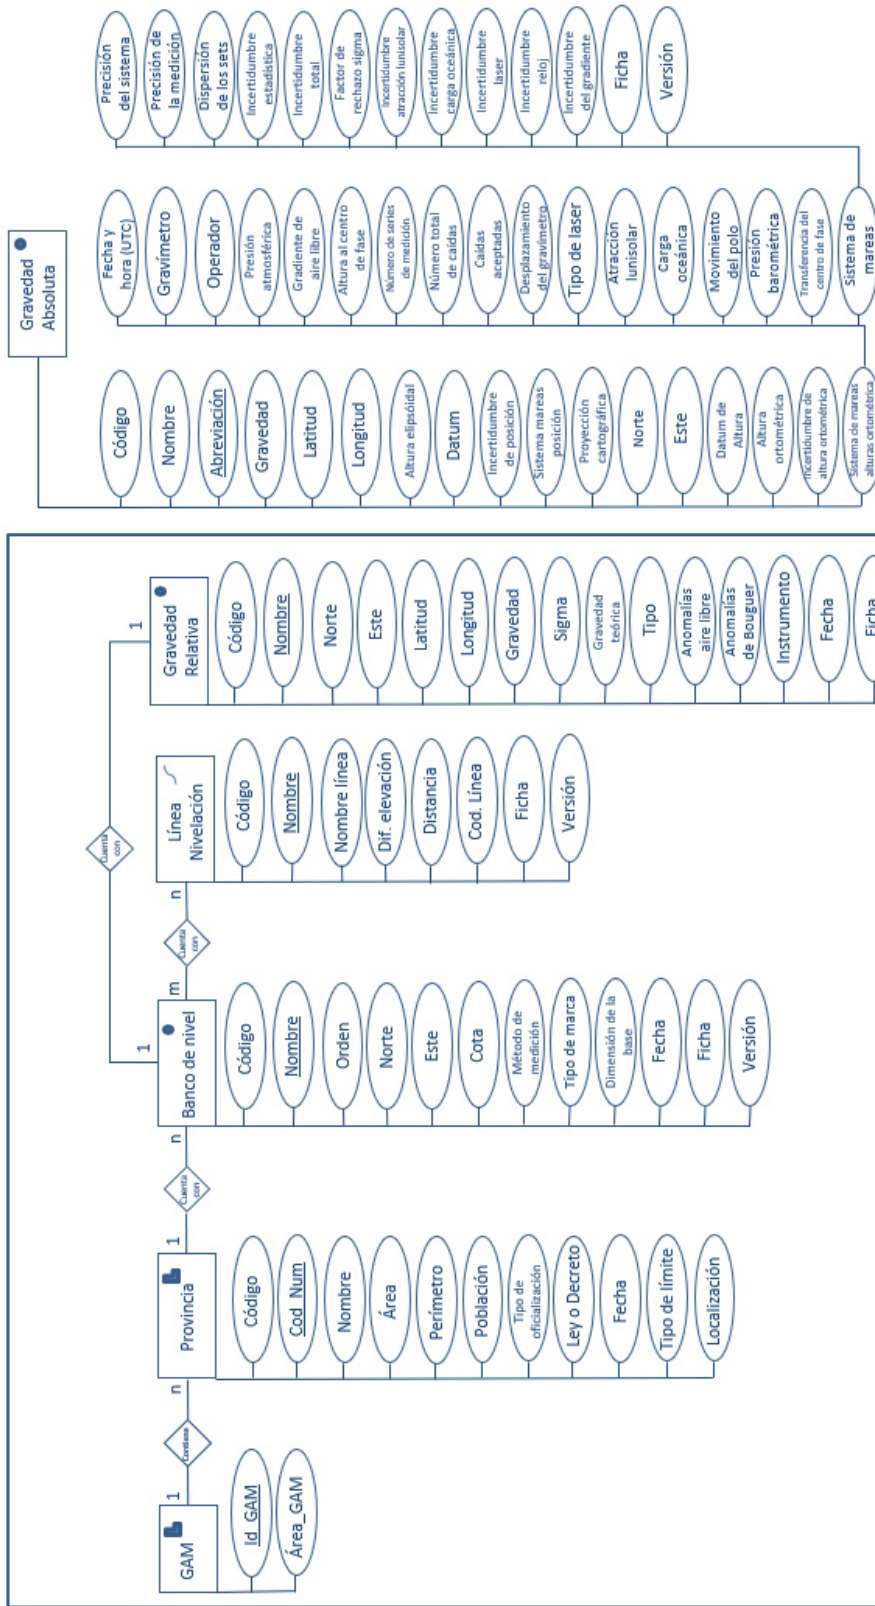 GAM
Id_GAM
Área_GAM
1
Contiene
n
Provincia
Código
Cod_Num
Nombre
Área
Perímetro
Población
Tipo de
oficialización
Ley o Decreto
Fecha
Tipo de límite
Localización
1
Cuenta
con
n
Banco de nivel
Código
Nombre
Orden
Norte
Este
Cota
Método de
medición
Tipo de marca
Dimensión de la
base
Fecha
Ficha
Versión
m
Cuenta
con
n
Línea
Nivelación
Código
Nombre
Nombre línea
Dif. elevación
Distancia
Cod. Línea
Ficha
Versión
1
Cuenta
con
1
Gravedad
Relativa
Código
Nombre
Norte
Este
Latitud
Longitud
Gravedad
Sigma
Gravedad
teórica
Tipo
Anomalías
aire libre
Anomalías
de Bouguer
Instrumento
Fecha
Ficha
Gravedad
Absoluta
Código
Nombre
Abreviación
Gravedad
Latitud
Longitud
Altura elipsóidal
Datum
Incertidumbre
de posición
Sistema mareas
posición
Proyección
cartográfica
Norte
Este
Datum de
Altura
Altura
ortométrica
Incertidumbre de
altura ortométrica
Sistema de mareas
alturas ortométrica
Fecha y
hora (UTC)
Gravímetro
Operador
Presión
atmosférica
Gradiente de
aire libre
Altura al centro
de fase
Número de series
de medición
Número total
de caídas
Caídas
aceptadas
Desplazamiento
del gravímetro
Tipo de laser
Atraccion
lunisolar
Carga
oceánica
Movimiento
del polo
Presión
barométrica
Transferencia del
centro de fase
Sistema de
mareas
Precisión
del sistema
Precisión de
la medición
Dispersión
de los sets
Incertidumbre
estadística
Incertidumbre
total
Factor de
rechazo sigma
Incertidumbre
atracción lunisolar
Incertidumbre
carga oceánica
Incertidumbre
laser
Incertidumbre
reloj
Incertidumbre
del gradiente
Ficha
Versión